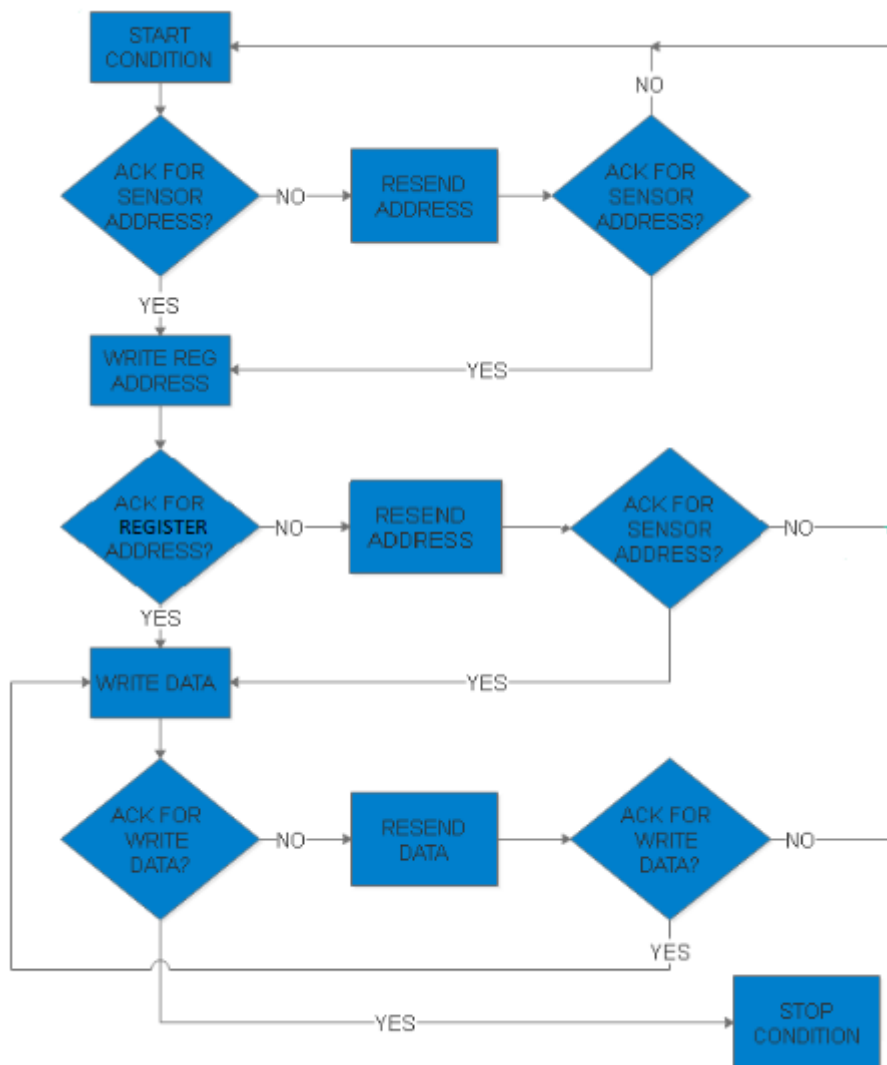 START
CONDITION
NO
ACK FOR
SENSOR
ADDRESS?
NO
RESEND
ADDRESS
ACK FOR
SENSOR
ADDRESS?
YES
WRITE REG
ADDRESS
YES
ACK FOR
REGISTER
ADDRESS?
NO
RESEND
ADDRESS
ACK FOR
SENSOR
ADDRESS?
NO
YES
WRITE DATA
YES
ACK FOR
WRITE
DATA?
NO
RESEND
DATA
ACK FOR
WRITE
DATA?
NO
YES
YES
STOP
CONDITION